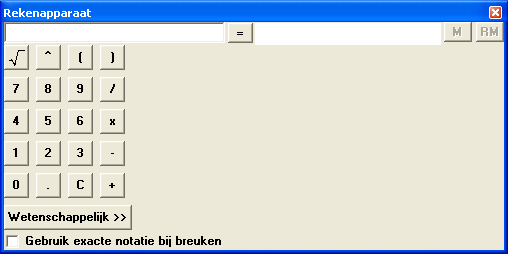 Rekenapparaat
= M RM
√ ^ ( )
7 8 9 /
4 5 6 x
1 2 3 -
0 . C +
Wetenschappelijk >>
Gebruik exacte notatie bij breuken